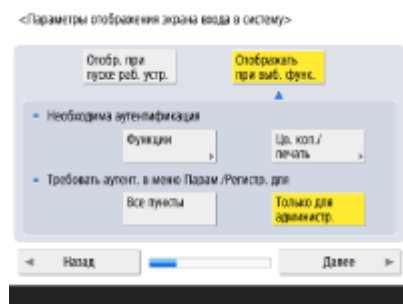 <Параметры отображения экрана входа в систему>
Отобр. при
пуске раб. устр.
Отображать
при выб. функ.
Необходима аутентификация
Функции
Цв. коп./
печать
Требовать аутент. в меню Парам./Регистр. для
Все пункты
Только для
администр.
Назад
Далее